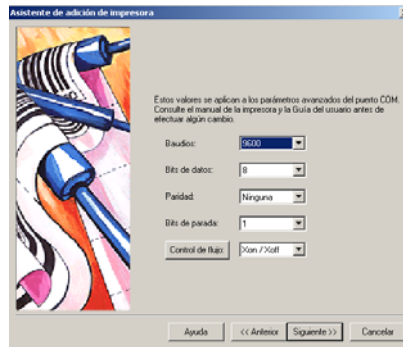 Asistente de adición de impresora
Estos valores se aplican a los parámetros avanzados del puerto COM.
Consulte el manual de la impresora y la Guía del usuario antes de
efectuar algún cambio.
Baudios: 9600
Bits de datos: 8
Paridad: Ninguna
Bits de parada: 1
Control de flujo: Xon / Xoff
Ayuda << Anterior Siguiente >> Cancelar